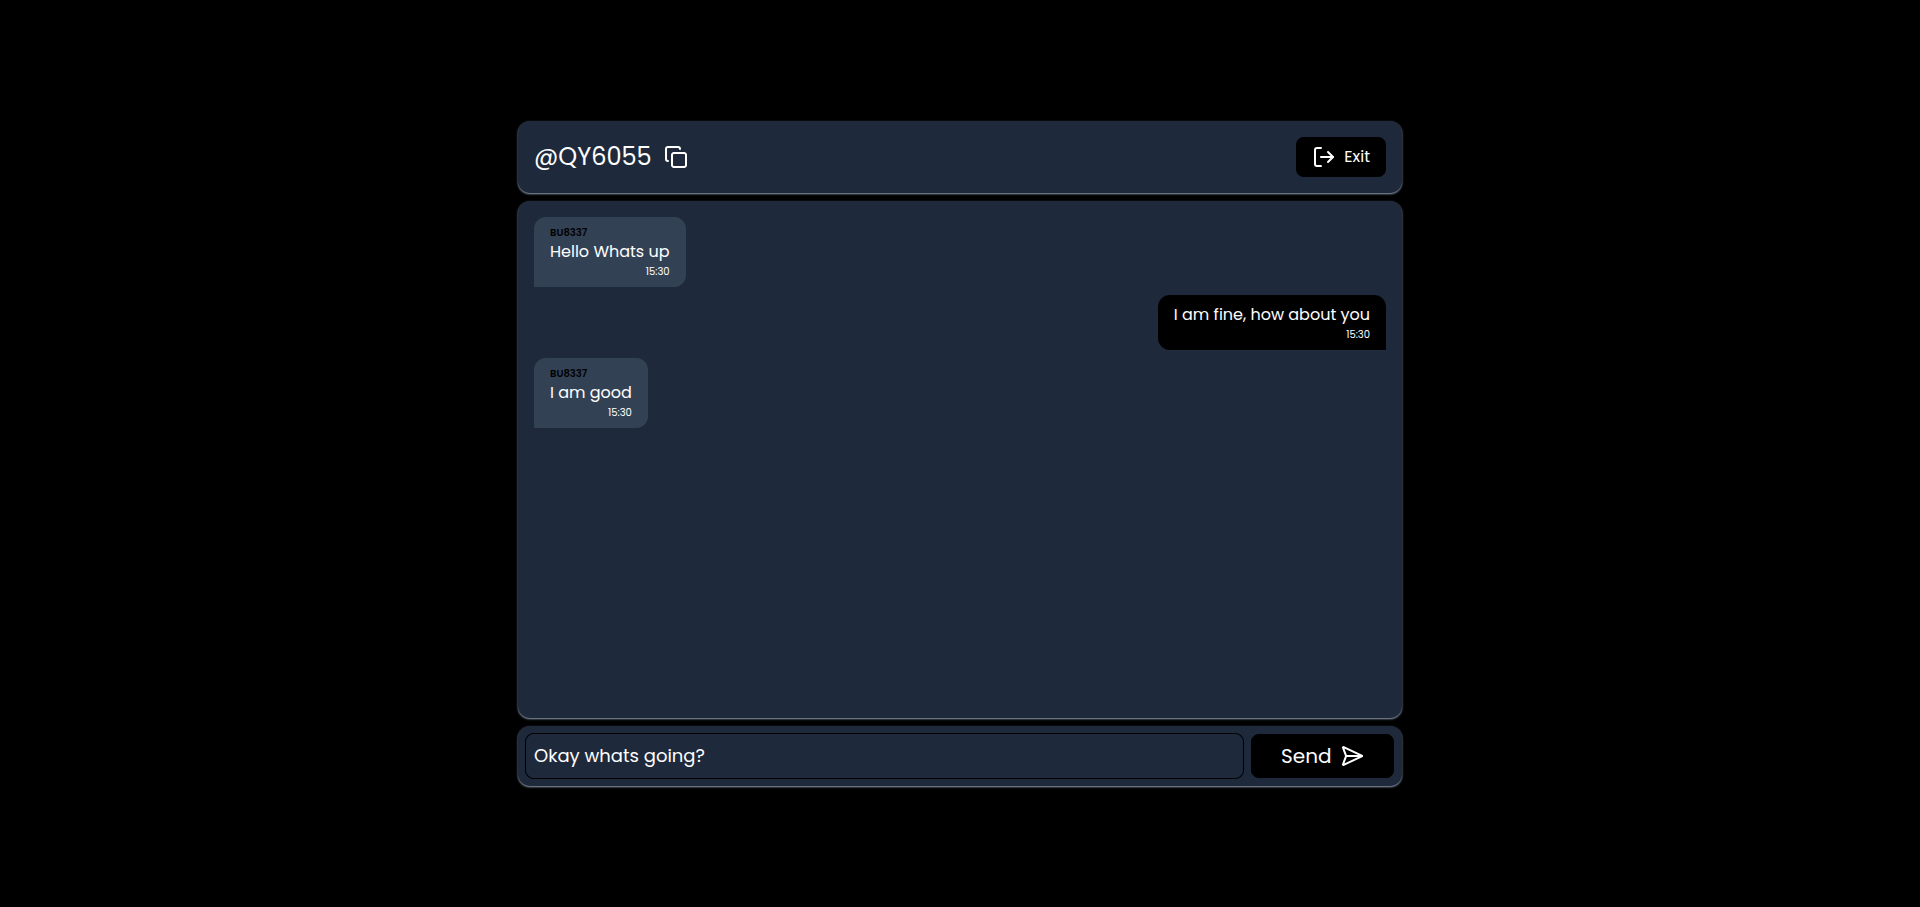 @QY6055
Exit
BU8337
Hello Whats up
15:30
I am fine, how about you
15:30
BU8337
I am good
15:30
Okay whats going?
Send